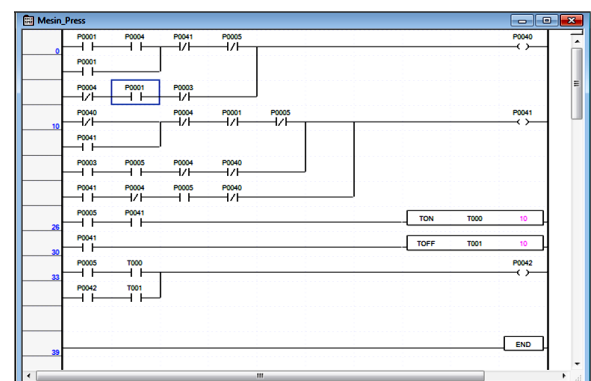 Mesin_Press
P0001 P0004 P0041 P0005 P0040
0
P0001
P0004 P0001 P0003
P0040 P0004 P0001 P0005 P0041
10
P0041
P0003 P0005 P0004 P0040
P0041 P0004 P0005 P0040
P0005 P0041
26 TON T000 10
P0041
30 TOFF T001 10
P0005 T000 P0042
33
P0042 T001
39 END